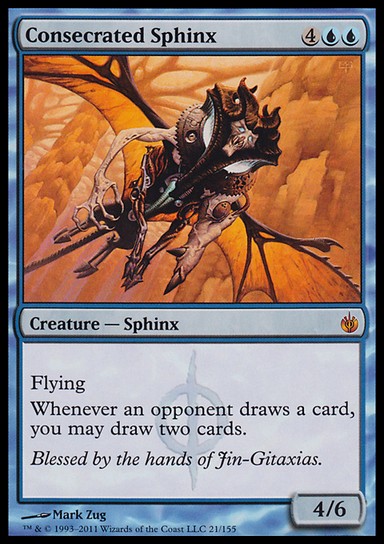 Consecrated Sphinx 4
Creature — Sphinx
Flying
Whenever an opponent draws a card,
you may draw two cards.
Blessed by the hands of Jin-Gitaxias.
Mark Zug
4/6
™ & © 1993-2011 Wizards of the Coast LLC 21/155